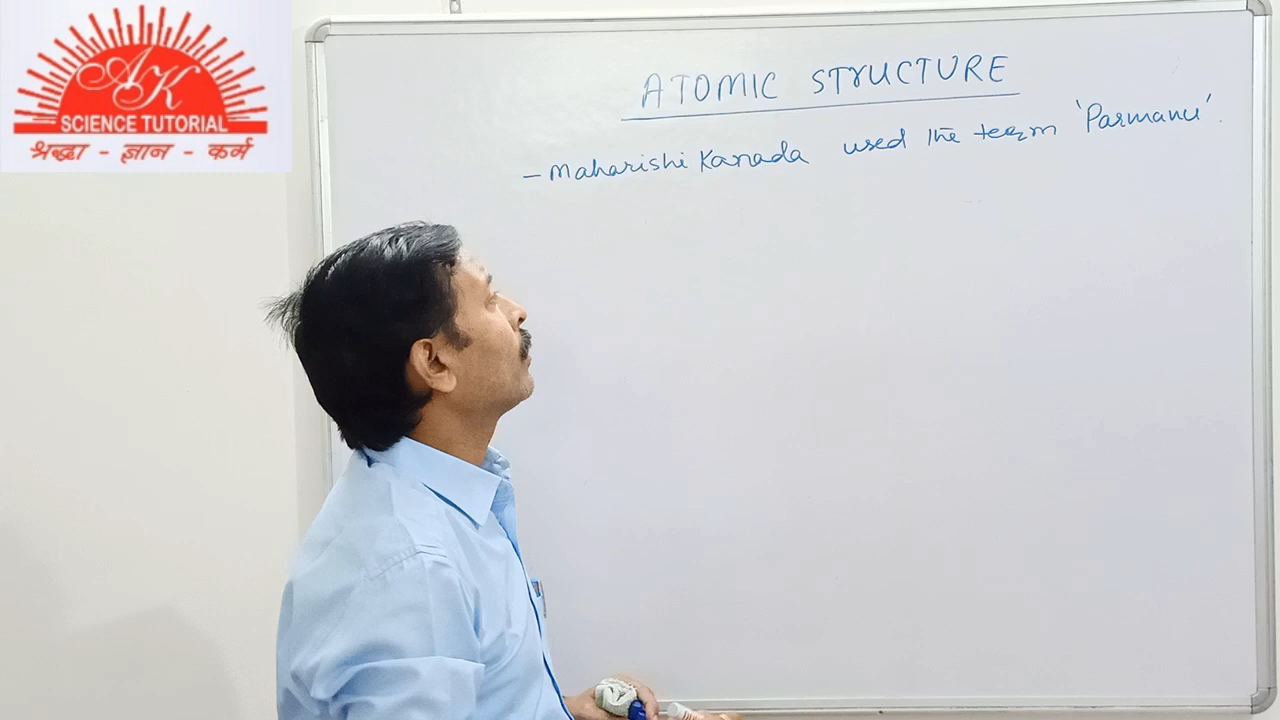 AK
SCIENCE TUTORIAL
श्रद्धा - ज्ञान - कर्म
ATOMIC STRUCTURE
- Maharishi Kanada used the term 'Parmanu'.